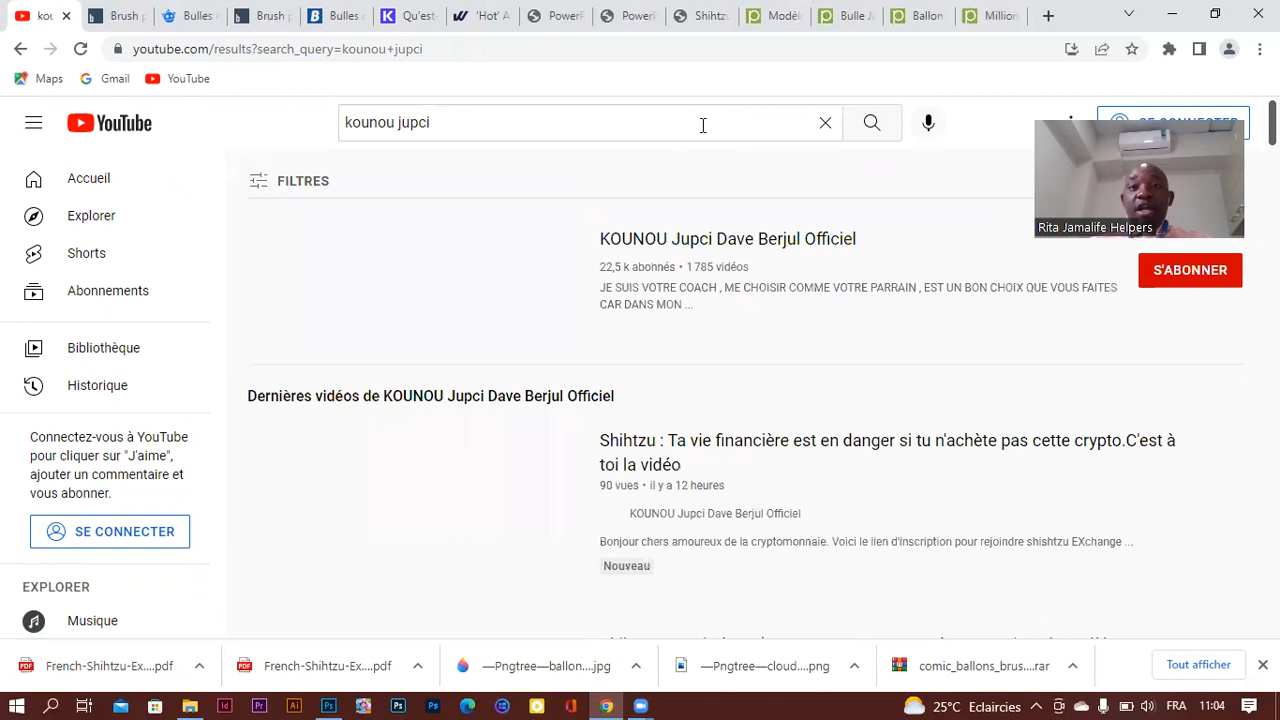 kou
Brush p
Bulles d
Brush p
Bulles c
Qu'est-
'Hot' A
PowerP
PowerP
Shihtzu
Modèl
Bulle Je
Ballon
Million
youtube.com/results?search_query=kounou+jupci
Maps
Gmail
YouTube
YouTube
kounou jupci
SE CONNECTER
Accueil
Explorer
Shorts
Abonnements
Bibliothèque
Historique
Connectez-vous à YouTube
pour cliquer sur "J'aime",
ajouter un commentaire et
vous abonner.
SE CONNECTER
EXPLORER
Musique
FILTRES
Rita Jamalife Helpers
KOUNOU Jupci Dave Berjul Officiel
22,5 k abonnés • 1 785 vidéos
JE SUIS VOTRE COACH , ME CHOISIR COMME VOTRE PARRAIN , EST UN BON CHOIX QUE VOUS FAITES
CAR DANS MON ...
S'ABONNER
Dernières vidéos de KOUNOU Jupci Dave Berjul Officiel
Shihtzu : Ta vie financière est en danger si tu n'achète pas cette crypto.C'est à
toi la vidéo
90 vues • il y a 12 heures
KOUNOU Jupci Dave Berjul Officiel
Bonjour chers amoureux de la cryptomonnaie. Voici le lien d'inscription pour rejoindre shishtzu EXchange ...
Nouveau
French-Shihtzu-Ex....pdf
French-Shihtzu-Ex....pdf
—Pngtree—ballon....jpg
—Pngtree—cloud....png
comic_ballons_brus....rar
Tout afficher
25°C Eclaircies
FRA
11:04